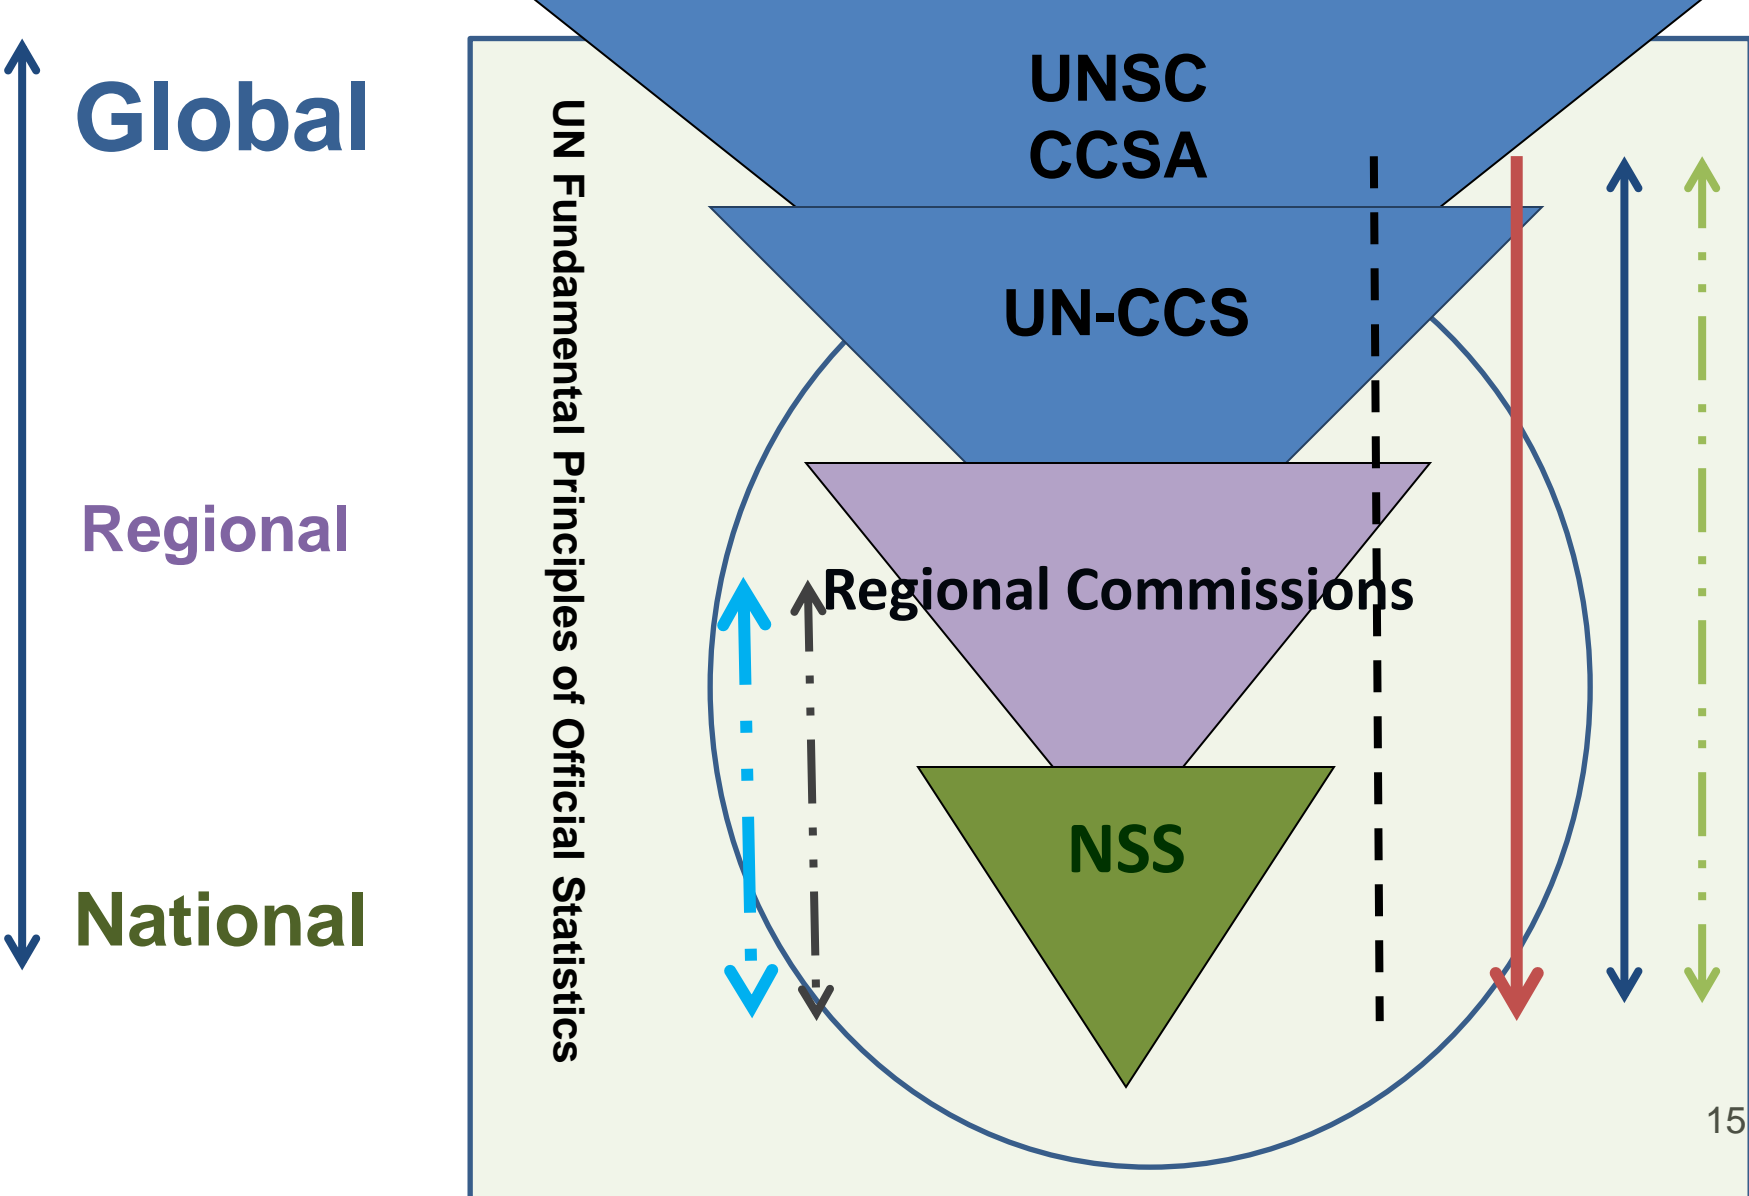 UNSC
CCSA
Global
UN Fundamental Principles of Official Statistics
UN-CCS
Regional
Regional Commissions
NSS
National
15